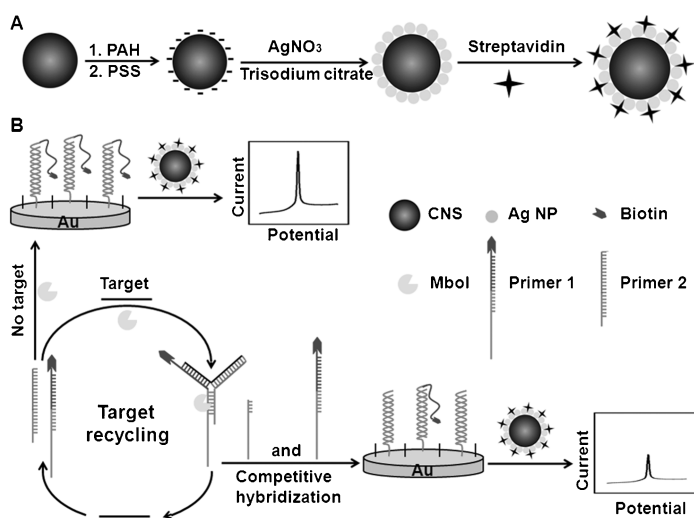 A
1. PAH
2. PSS
AgNO₃
Trisodium citrate
Streptavidin
B
Au
Current
Potential
CNS
Ag NP
Biotin
MboI
Primer 1
Primer 2
No target
Target
Target
recycling
and
Competitive
hybridization
Au
Current
Potential